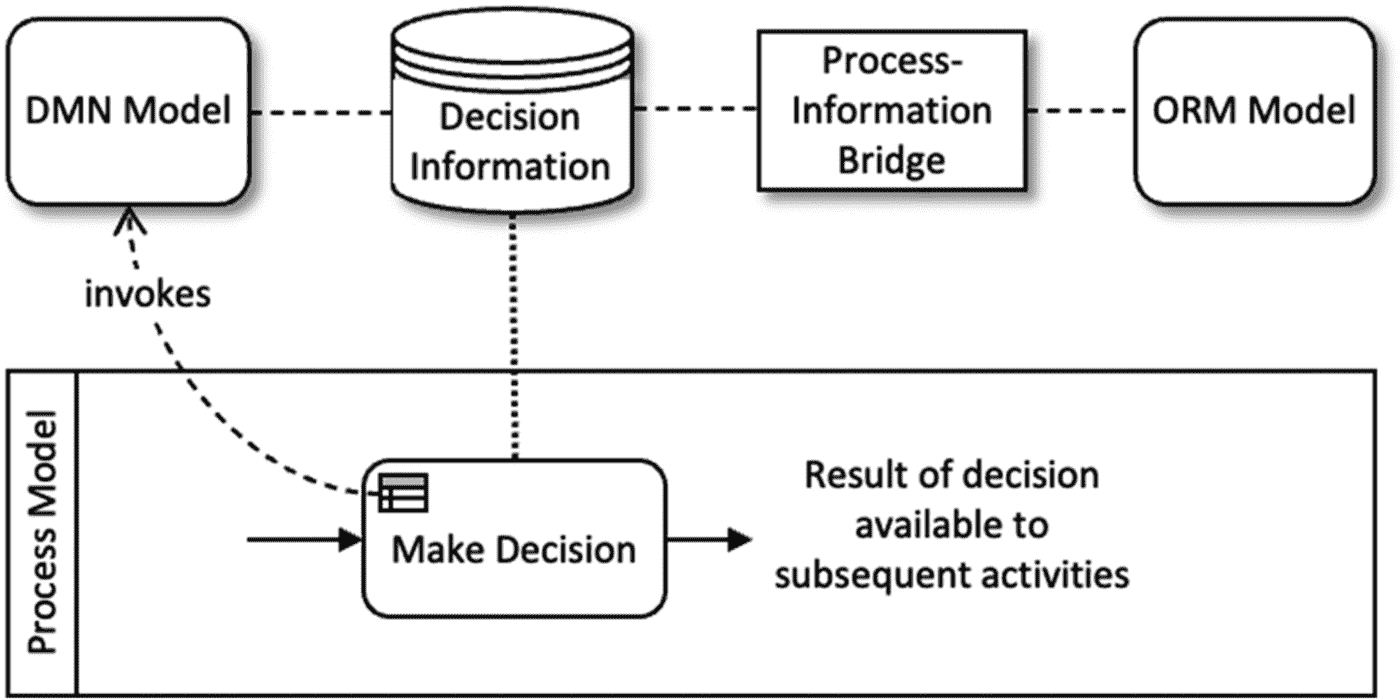 DMN Model
Decision
Information
Process-
Information
Bridge
ORM Model
invokes
Process Model
Make Decision
Result of decision
available to
subsequent activities